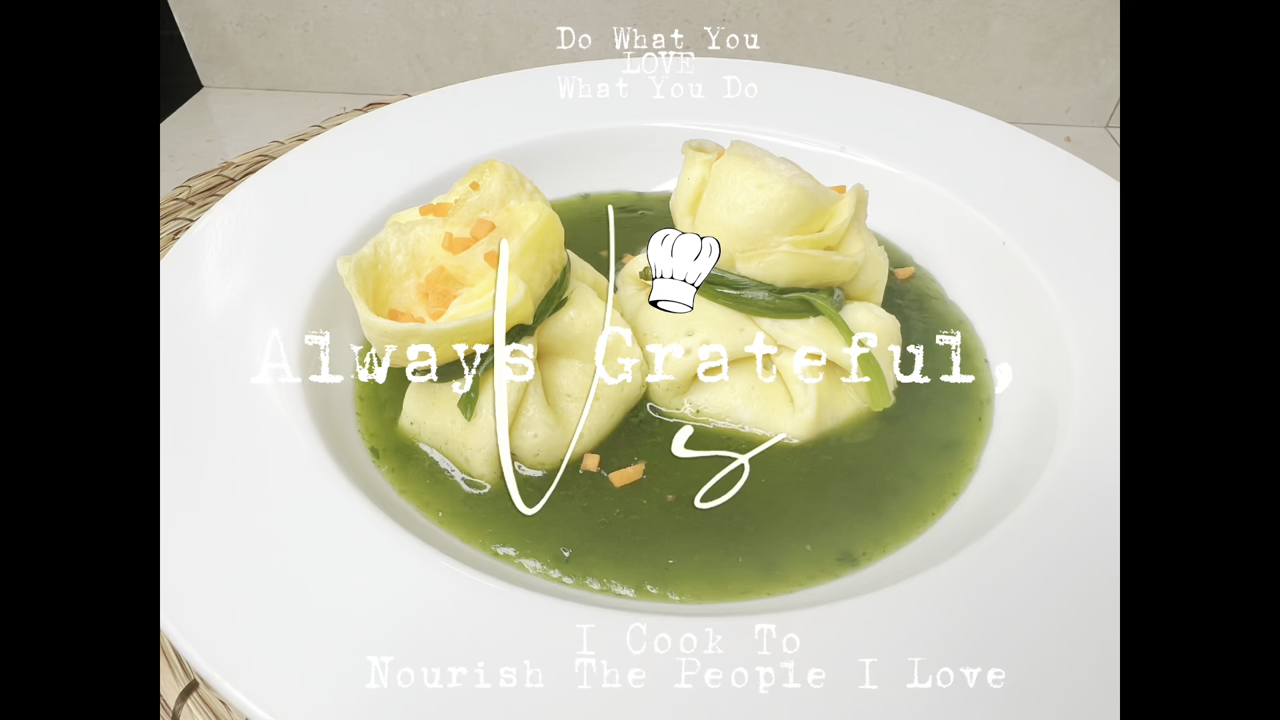 Do What You
LOVE
What You Do
Always Grateful,
Vs
I Cook To
Nourish The People I Love